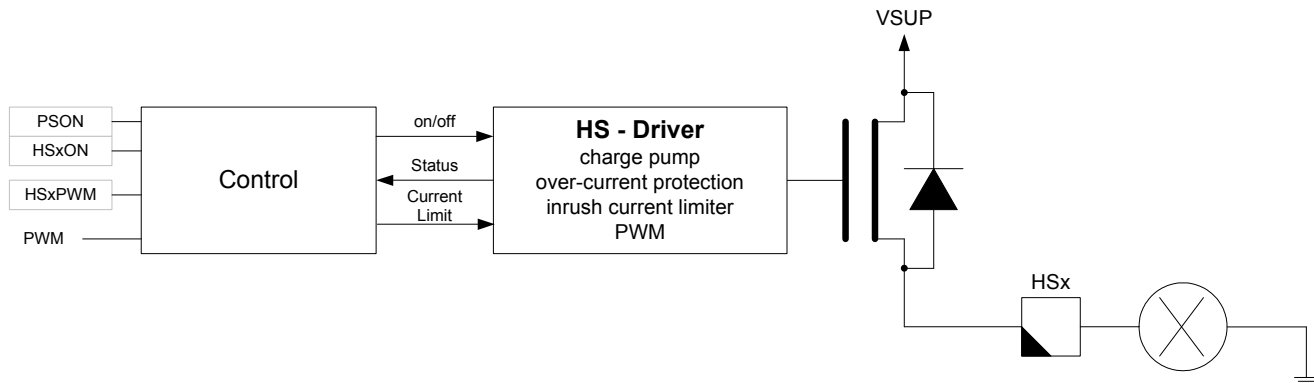 VSUP
PSON
HSxON
HSxPWM
PWM
Control
on/off
Status
Current
Limit
HS - Driver
charge pump
over-current protection
inrush current limiter
PWM
HSx